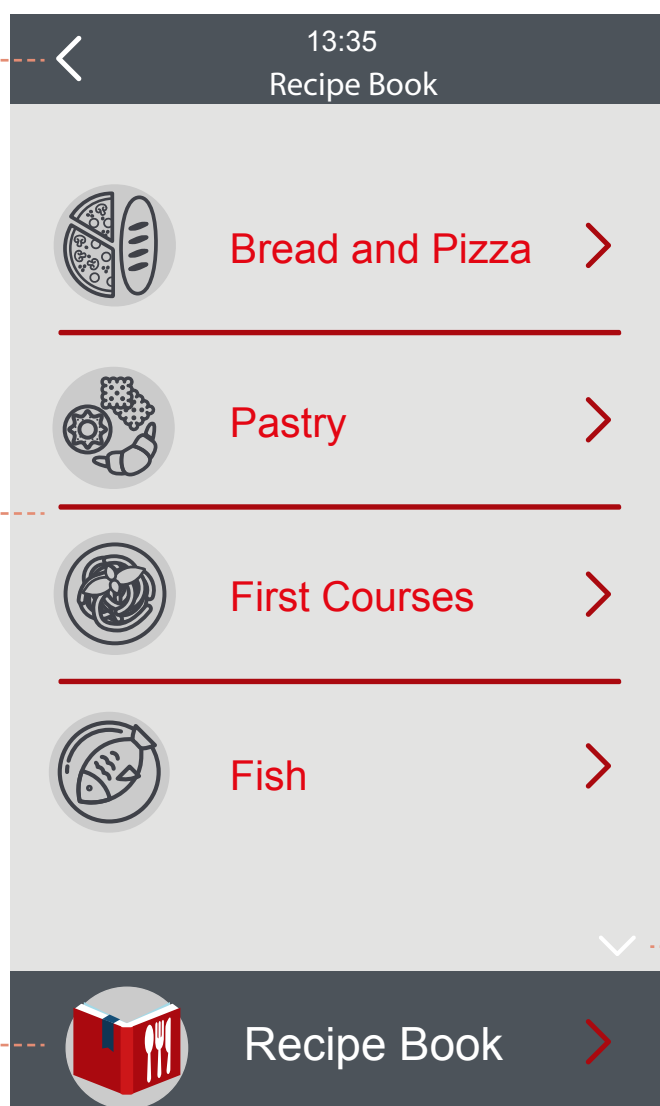 13:35
Recipe Book
Bread and Pizza
Pastry
First Courses
Fish
Recipe Book